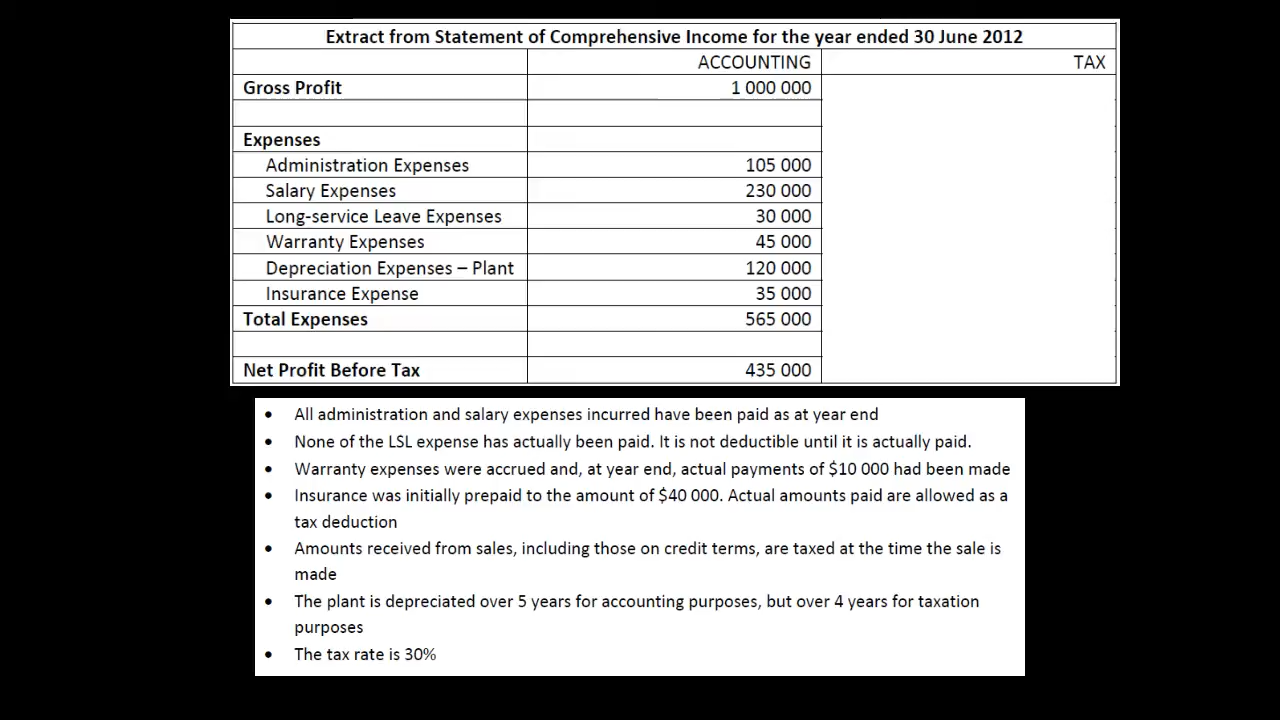 Extract from Statement of Comprehensive Income for the year ended 30 June 2012
ACCOUNTING TAX
Gross Profit 1 000 000
Expenses
Administration Expenses 105 000
Salary Expenses 230 000
Long-service Leave Expenses 30 000
Warranty Expenses 45 000
Depreciation Expenses – Plant 120 000
Insurance Expense 35 000
Total Expenses 565 000
Net Profit Before Tax 435 000
• All administration and salary expenses incurred have been paid as at year end
• None of the LSL expense has actually been paid. It is not deductible until it is actually paid.
• Warranty expenses were accrued and, at year end, actual payments of $10 000 had been made
• Insurance was initially prepaid to the amount of $40 000. Actual amounts paid are allowed as a
tax deduction
• Amounts received from sales, including those on credit terms, are taxed at the time the sale is
made
• The plant is depreciated over 5 years for accounting purposes, but over 4 years for taxation
purposes
• The tax rate is 30%